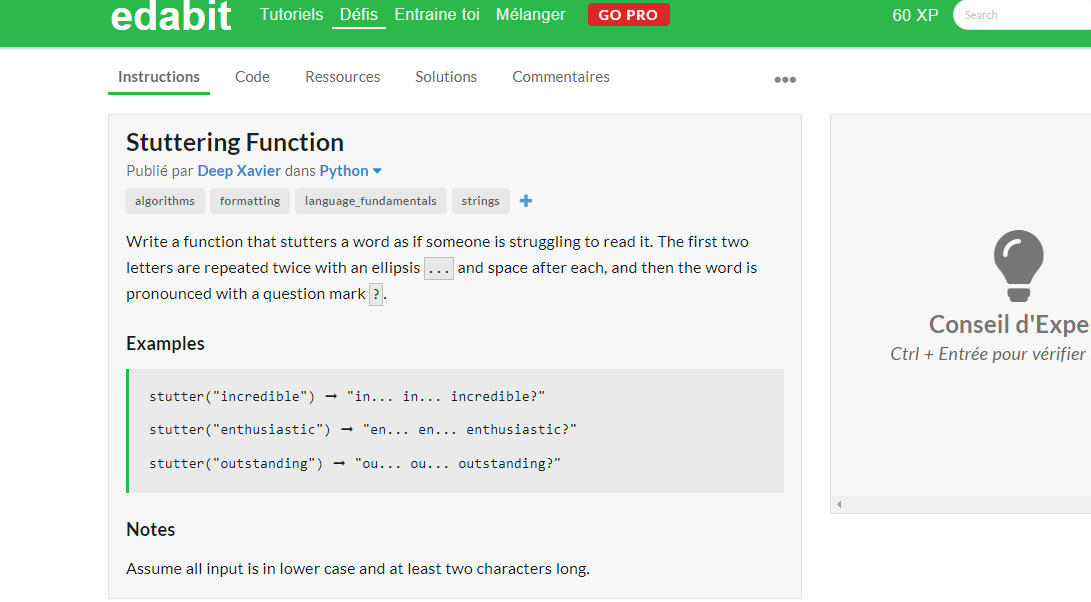 edabit Tutoriels Défis Entraine toi Mélanger GO PRO 60 XP Search
Instructions Code Ressources Solutions Commentaires
Stuttering Function
Publié par Deep Xavier dans Python
algorithms formatting language_fundamentals strings
Write a function that stutters a word as if someone is struggling to read it. The first two
letters are repeated twice with an ellipsis ... and space after each, and then the word is
pronounced with a question mark ?.
Examples
stutter("incredible") ➞ "in... in... incredible?"
stutter("enthusiastic") ➞ "en... en... enthusiastic?"
stutter("outstanding") ➞ "ou... ou... outstanding?"
Notes
Assume all input is in lower case and at least two characters long.
Conseil d'Expe
Ctrl + Entrée pour vérifier